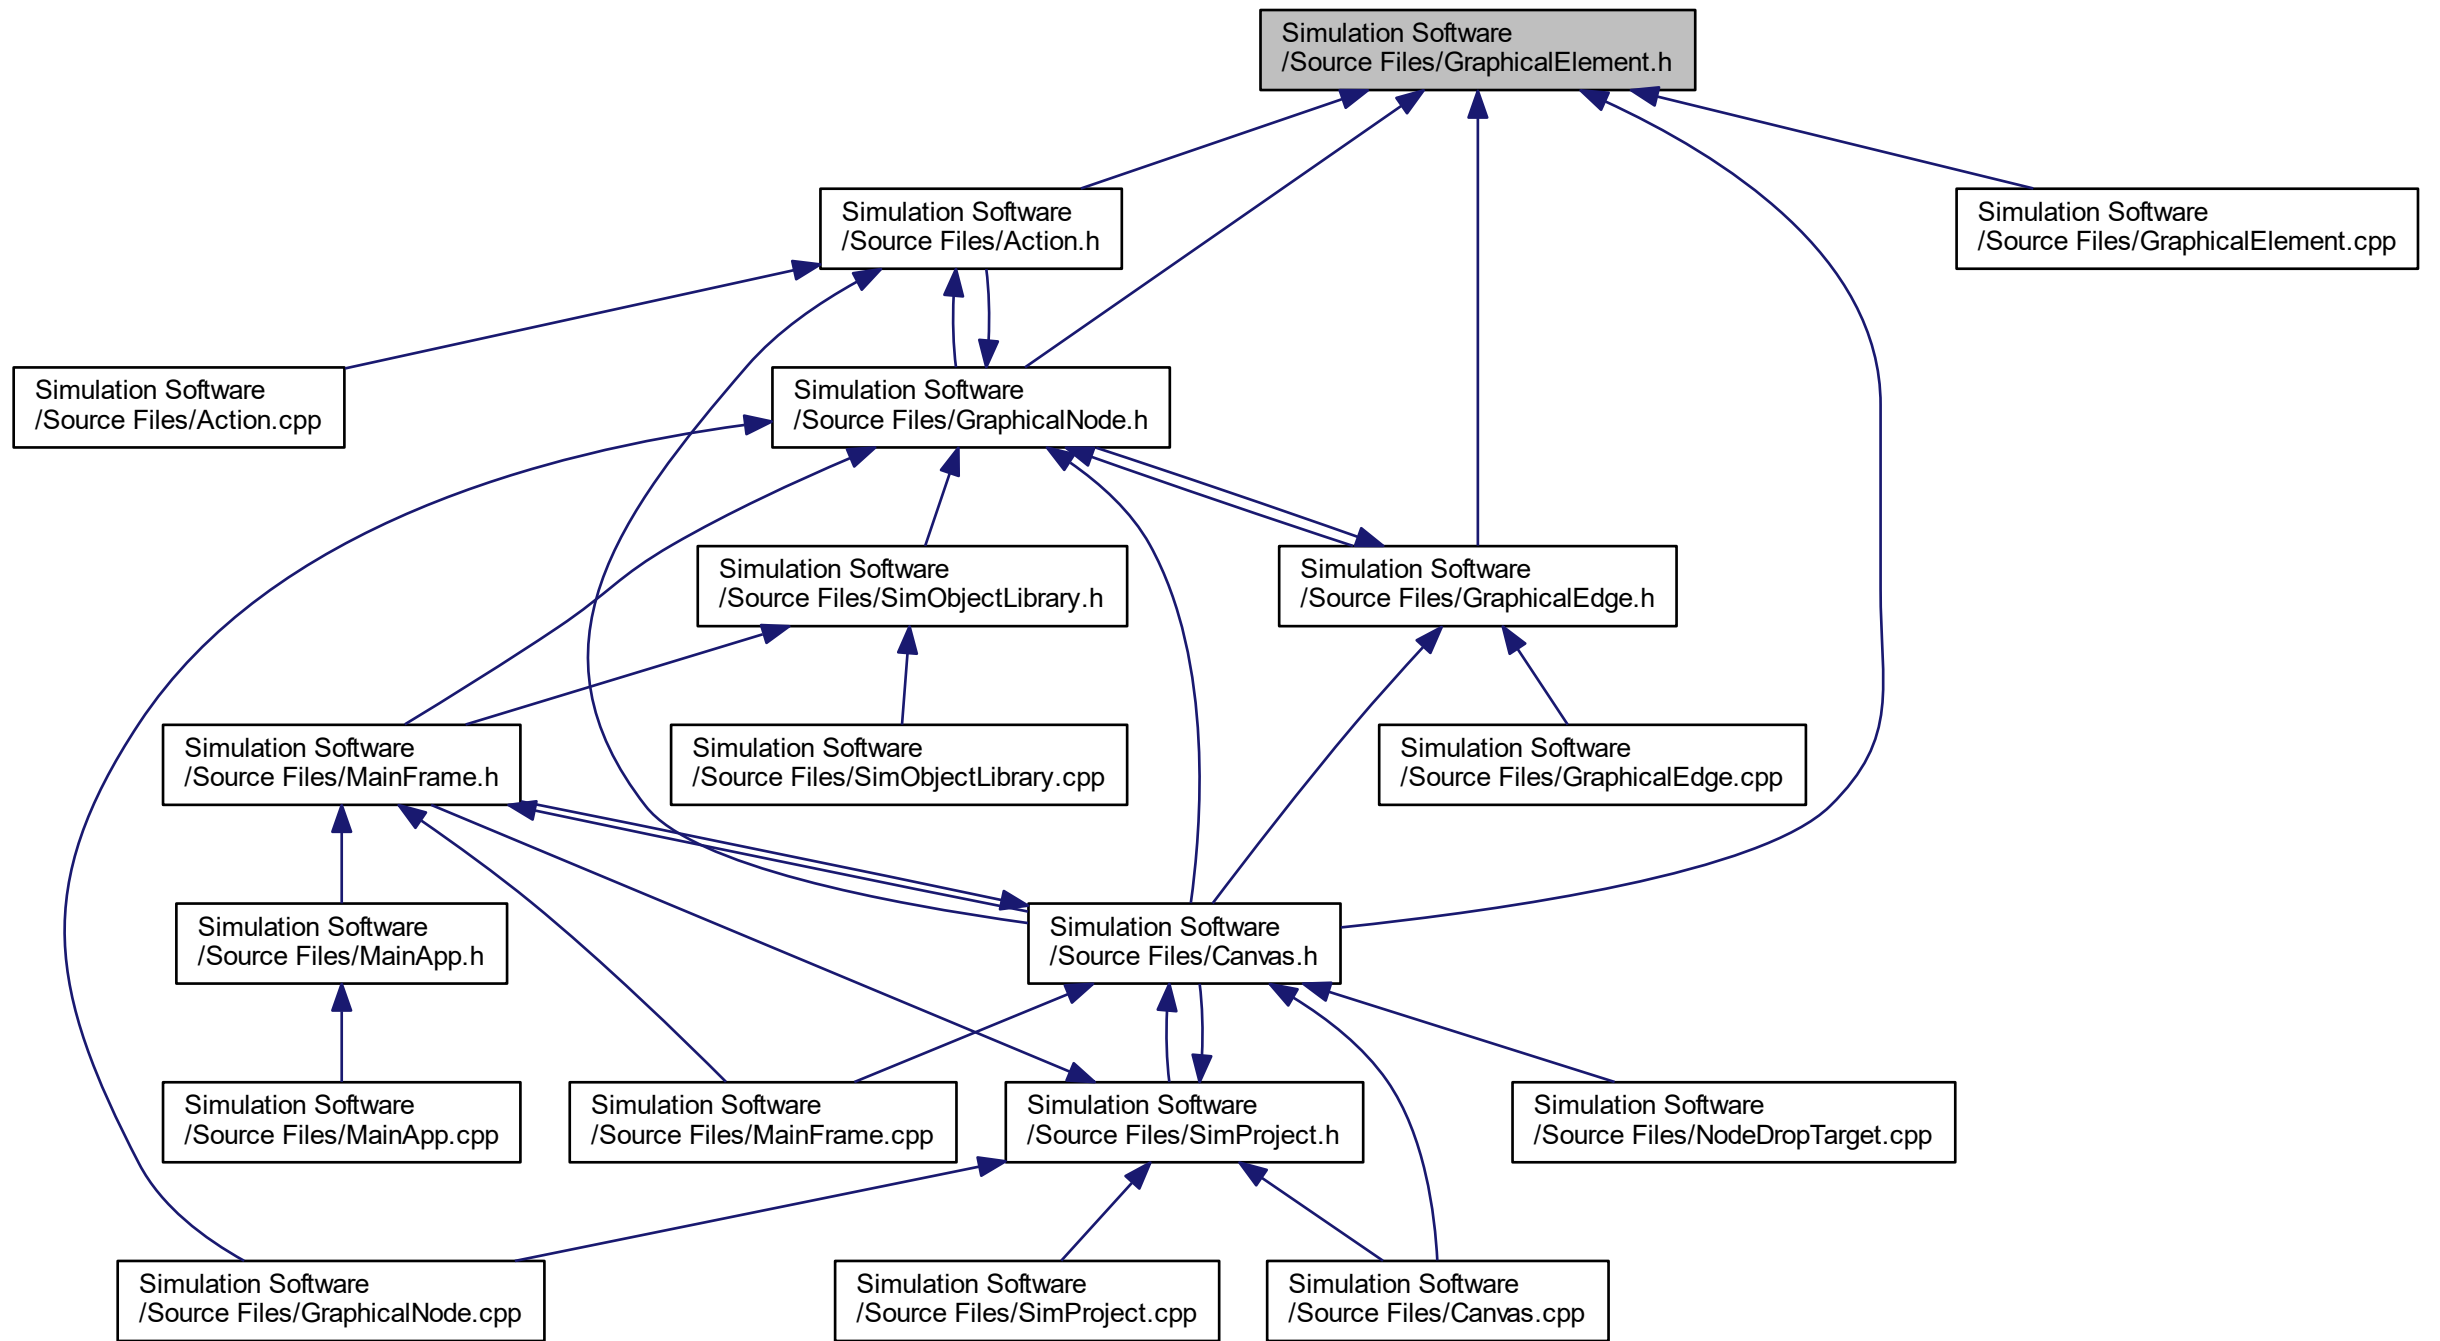 Simulation Software
/Source Files/GraphicalElement.h
Simulation Software
/Source Files/Action.h
Simulation Software
/Source Files/GraphicalElement.cpp
Simulation Software
/Source Files/Action.cpp
Simulation Software
/Source Files/GraphicalNode.h
Simulation Software
/Source Files/SimObjectLibrary.h
Simulation Software
/Source Files/GraphicalEdge.h
Simulation Software
/Source Files/MainFrame.h
Simulation Software
/Source Files/SimObjectLibrary.cpp
Simulation Software
/Source Files/GraphicalEdge.cpp
Simulation Software
/Source Files/MainApp.h
Simulation Software
/Source Files/Canvas.h
Simulation Software
/Source Files/MainApp.cpp
Simulation Software
/Source Files/MainFrame.cpp
Simulation Software
/Source Files/SimProject.h
Simulation Software
/Source Files/NodeDropTarget.cpp
Simulation Software
/Source Files/GraphicalNode.cpp
Simulation Software
/Source Files/SimProject.cpp
Simulation Software
/Source Files/Canvas.cpp